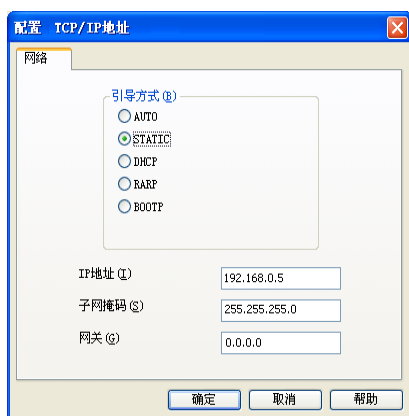 配置 TCP/IP地址
网络
引导方式(B)
AUTO
STATIC
DHCP
RARP
BOOTP
IP地址(I) 192.168.0.5
子网掩码(S) 255.255.255.0
网关(G) 0.0.0.0
确定 取消 帮助